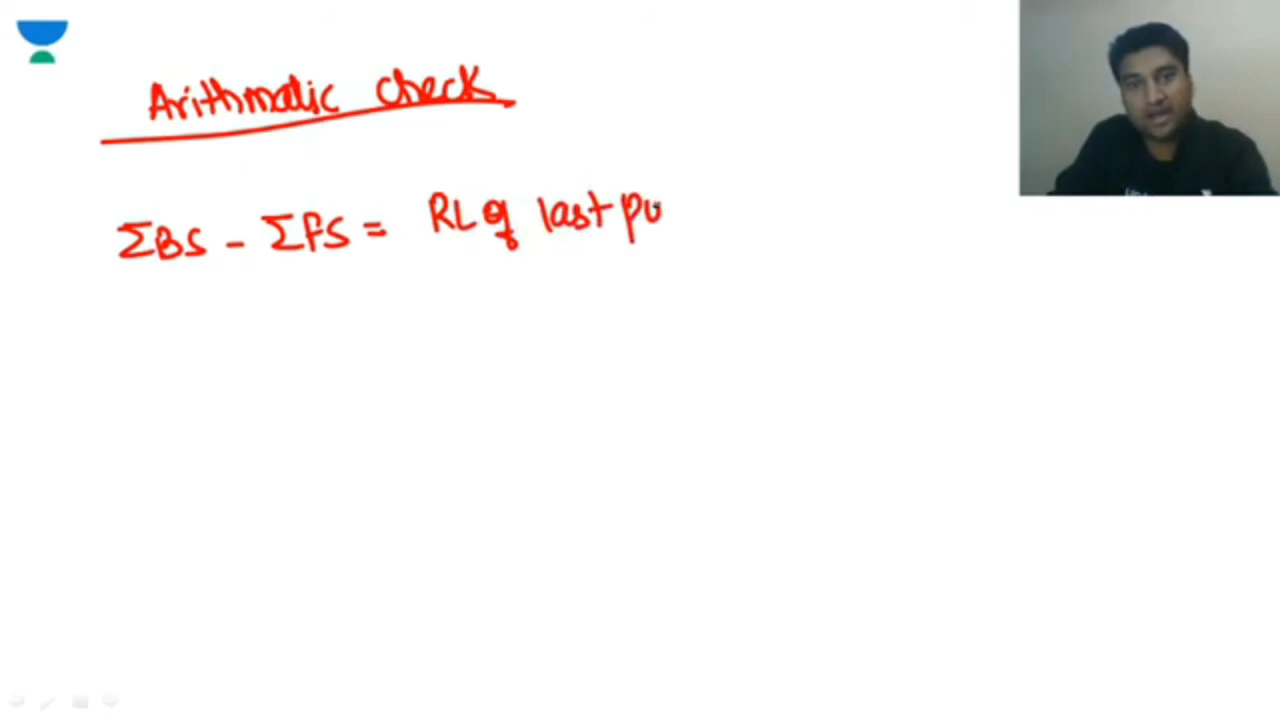 Arithmatic check
ΣBS - ΣFS = RL of last po